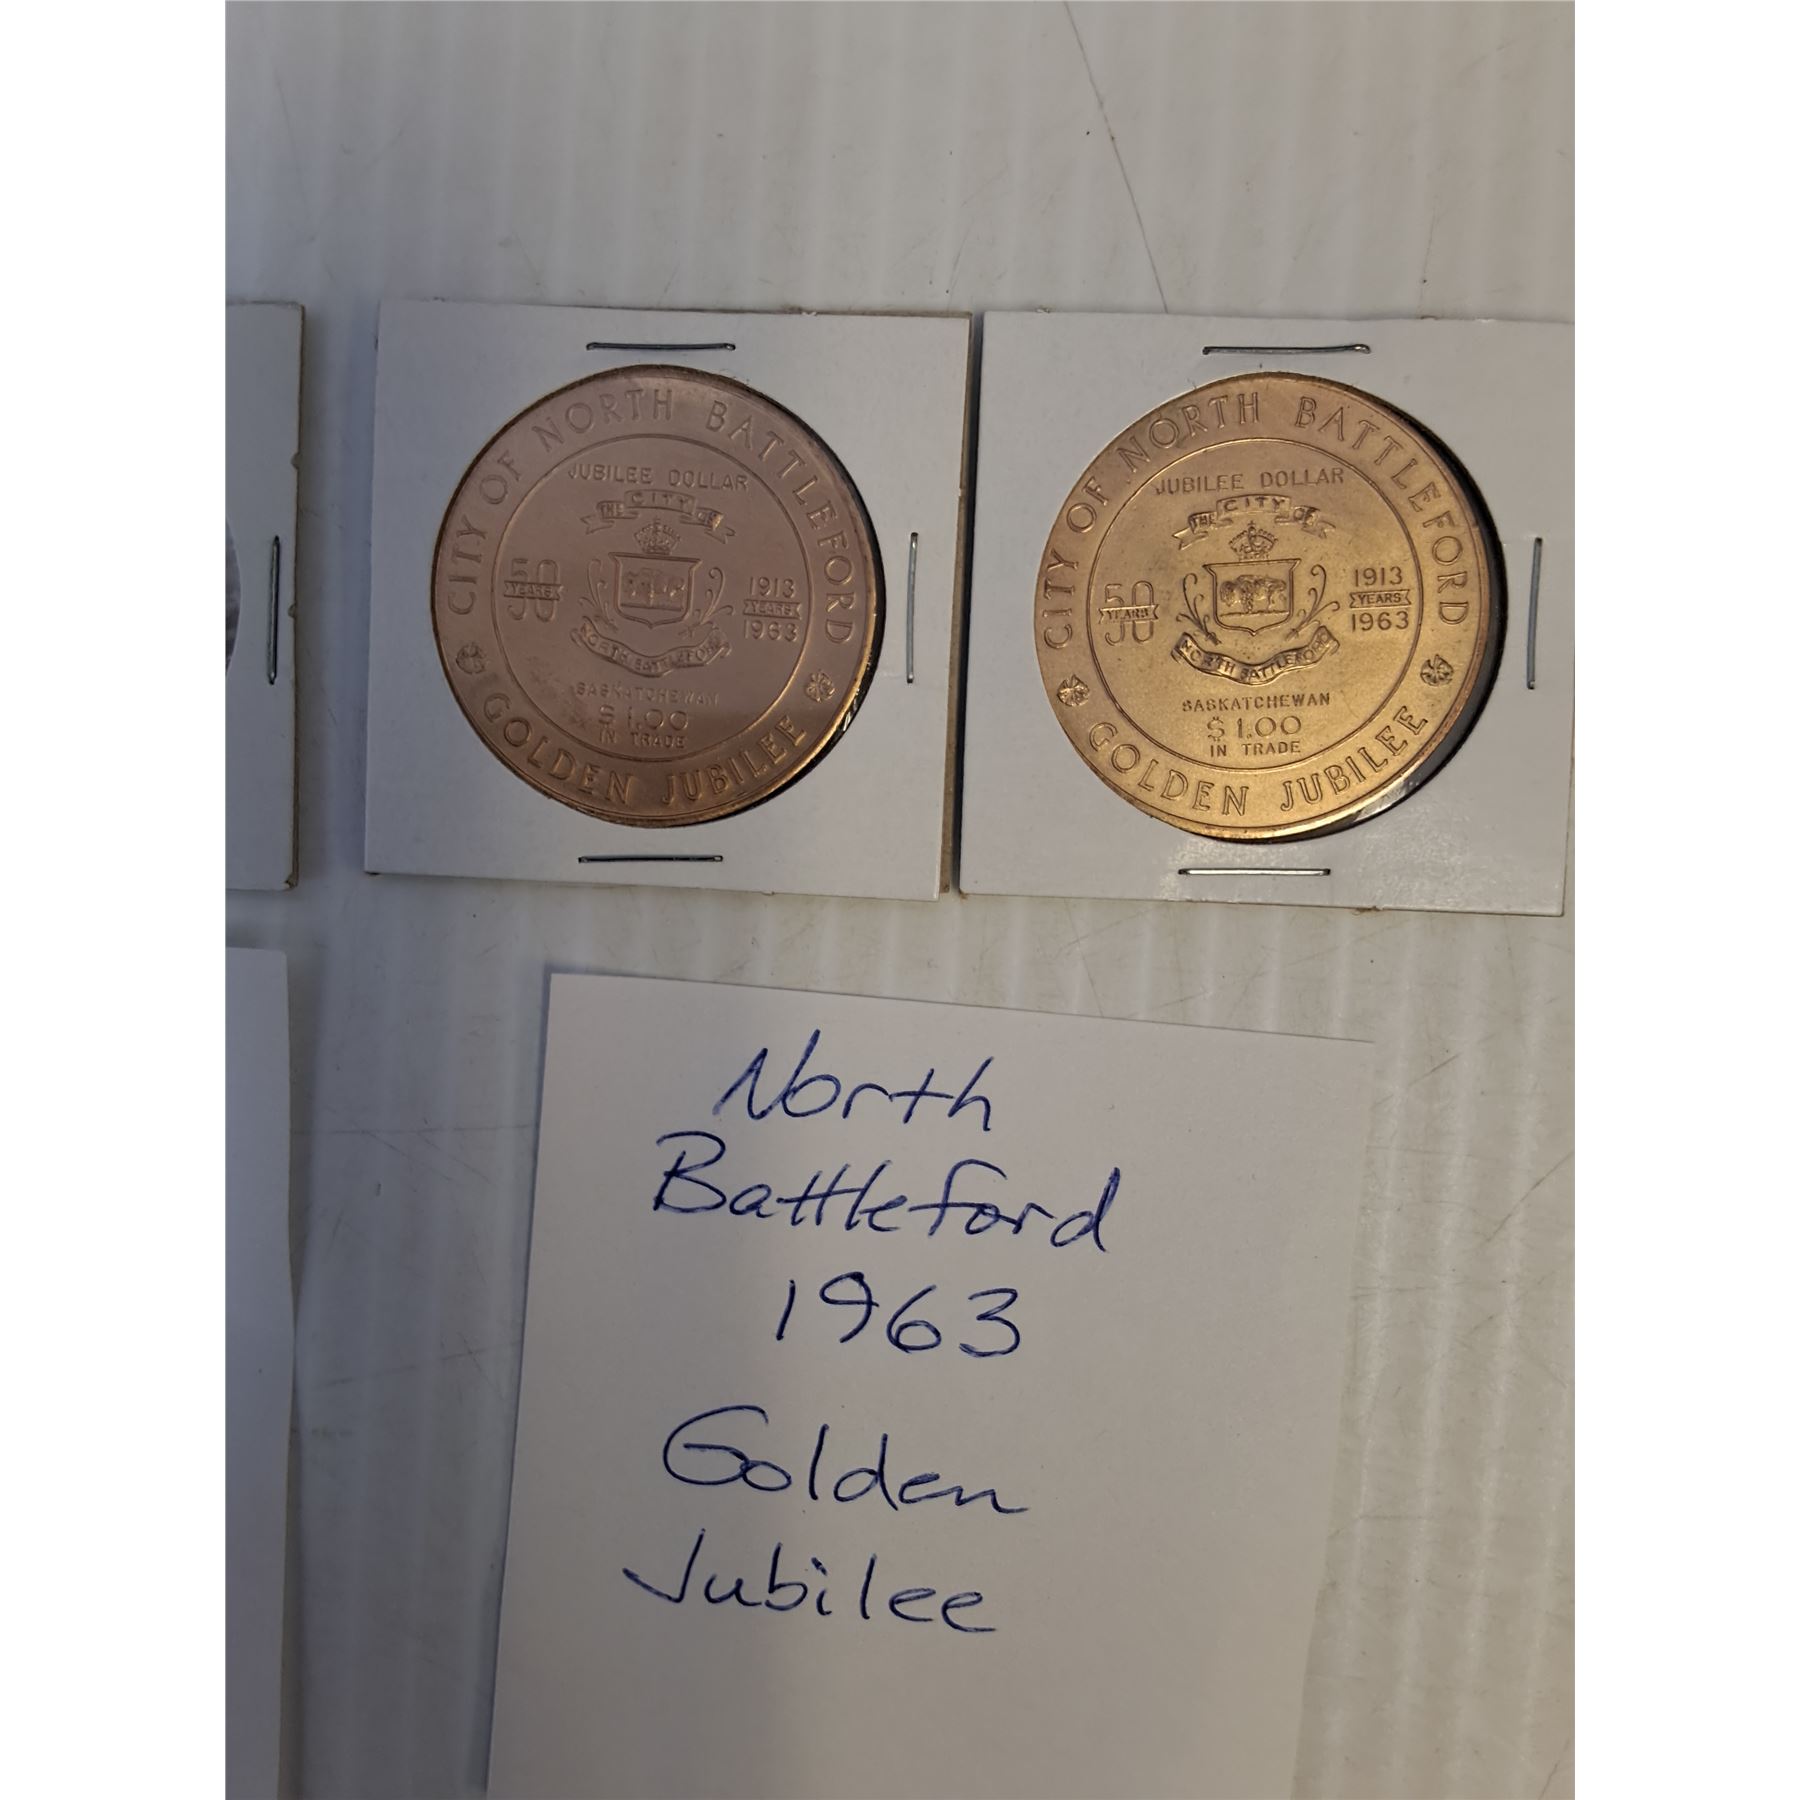 CITY OF NORTH BATTLEFORD
JUBILEE DOLLAR
THE CITY OF
50
YEARS
1913
YEARS
1963
NORTH BATTLEFORD
SASKATCHEWAN
$1.00
IN TRADE
GOLDEN JUBILEE
CITY OF NORTH BATTLEFORD
JUBILEE DOLLAR
THE CITY OF
50
YEARS
1913
YEARS
1963
NORTH BATTLEFORD
SASKATCHEWAN
$1.00
IN TRADE
GOLDEN JUBILEE
North
Battleford
1963
Golden
Jubilee